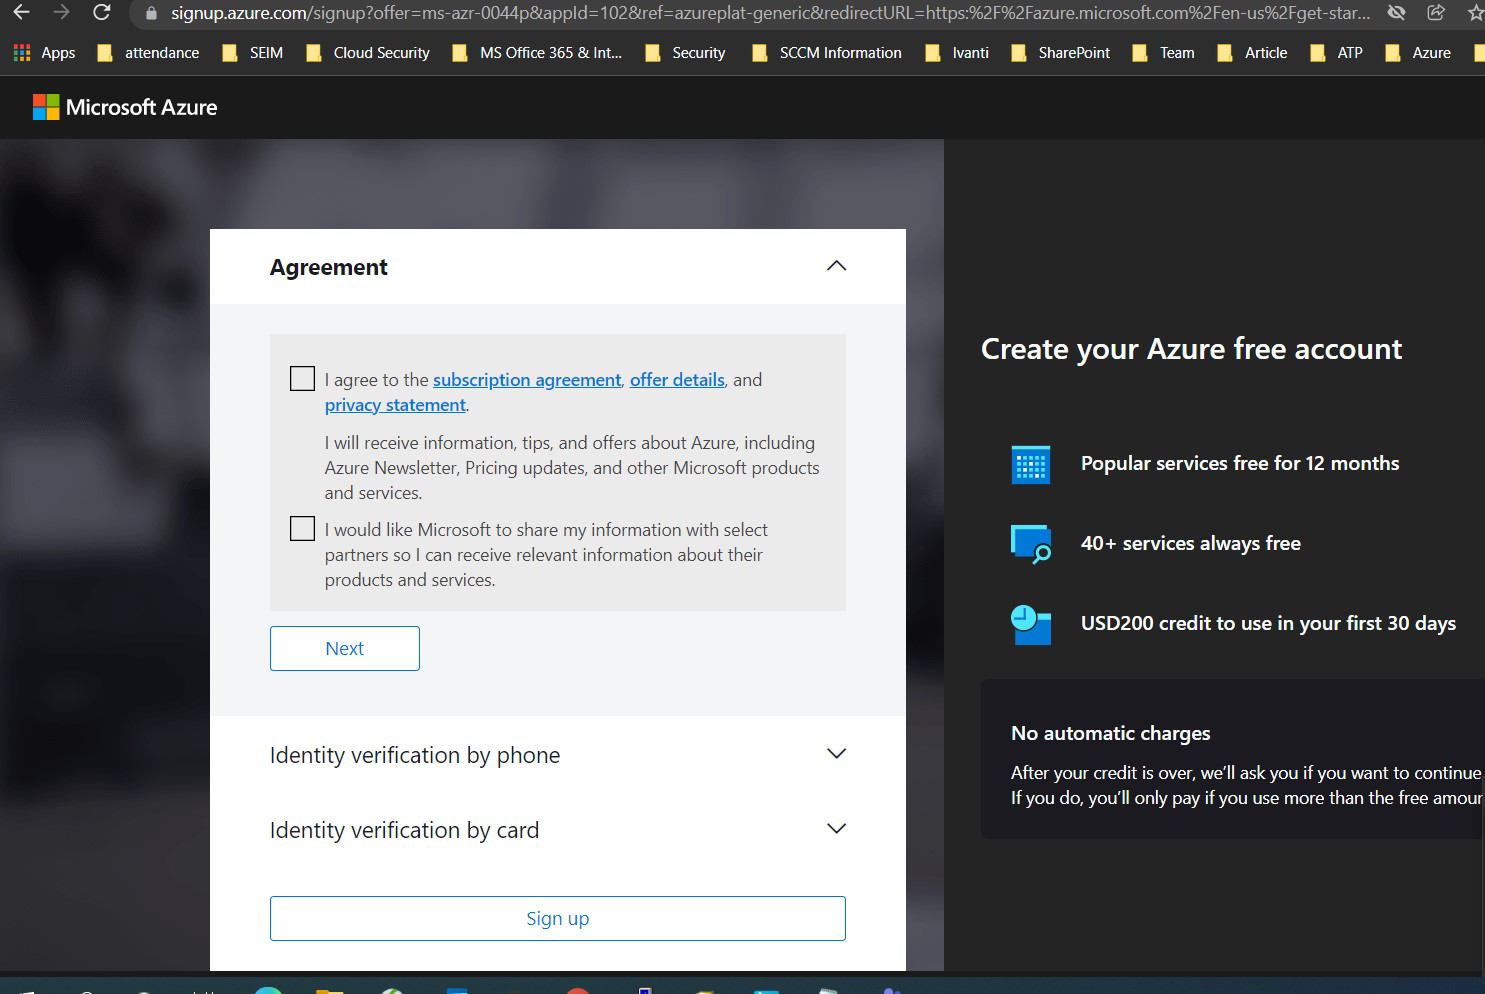 signup.azure.com/signup?offer=ms-azr-0044p&appId=102&ref=azureplat-generic&redirectURL=https:%2F%2Fazure.microsoft.com%2Fen-us%2Fget-star...
Apps attendance SEIM Cloud Security MS Office 365 & Int... Security SCCM Information Ivanti SharePoint Team Article ATP Azure
Microsoft Azure
Agreement
I agree to the subscription agreement, offer details, and
privacy statement.
I will receive information, tips, and offers about Azure, including
Azure Newsletter, Pricing updates, and other Microsoft products
and services.
I would like Microsoft to share my information with select
partners so I can receive relevant information about their
products and services.
Next
Identity verification by phone
Identity verification by card
Sign up
Create your Azure free account
Popular services free for 12 months
40+ services always free
USD200 credit to use in your first 30 days
No automatic charges
After your credit is over, we’ll ask you if you want to continue
If you do, you’ll only pay if you use more than the free amour